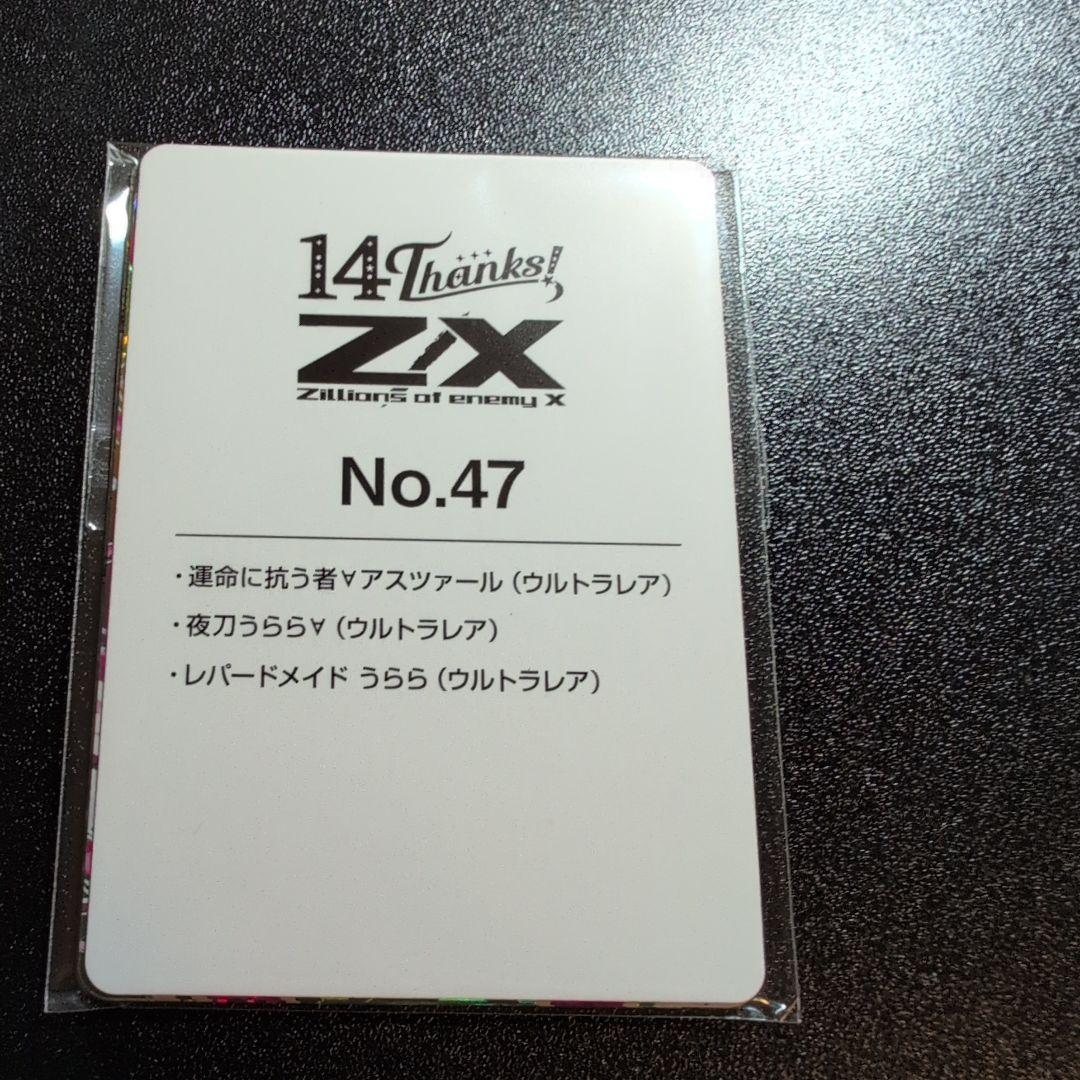 14 Thanks!
Z/X
Zillions of enemy X
No.47
・運命に抗う者∀アスツァール（ウルトラレア）
・夜刀うらら∀（ウルトラレア）
・レパードメイド うらら（ウルトラレア）